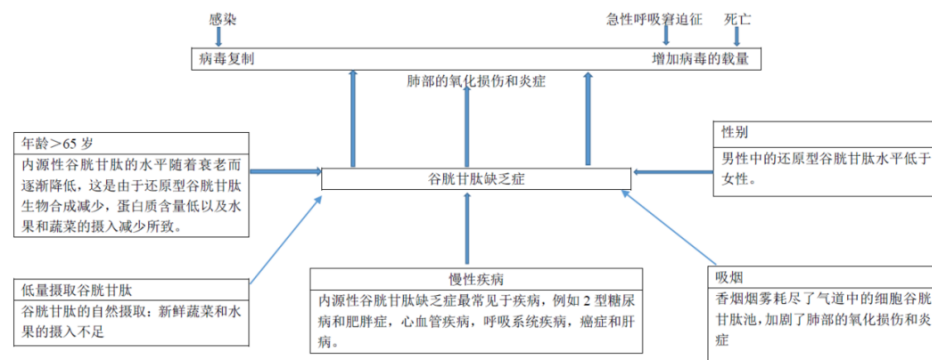 感染
急性呼吸窘迫征 死亡
病毒复制 增加病毒的载量
肺部的氧化损伤和炎症
年龄＞65 岁
内源性谷胱甘肽的水平随着衰老而
逐渐降低，这是由于还原型谷胱甘肽
生物合成减少，蛋白质含量低以及水
果和蔬菜的摄入减少所致。
性别
男性中的还原型谷胱甘肽水平低于
女性。
谷胱甘肽缺乏症
低量摄取谷胱甘肽
谷胱甘肽的自然摄取：新鲜蔬菜和水
果的摄入不足
慢性疾病
内源性谷胱甘肽缺乏症最常见于疾病，例如 2 型糖尿
病和肥胖症，心血管疾病，呼吸系统疾病，癌症和肝
病。
吸烟
香烟烟雾耗尽了气道中的细胞谷胱
甘肽池，加剧了肺部的氧化损伤和炎
症